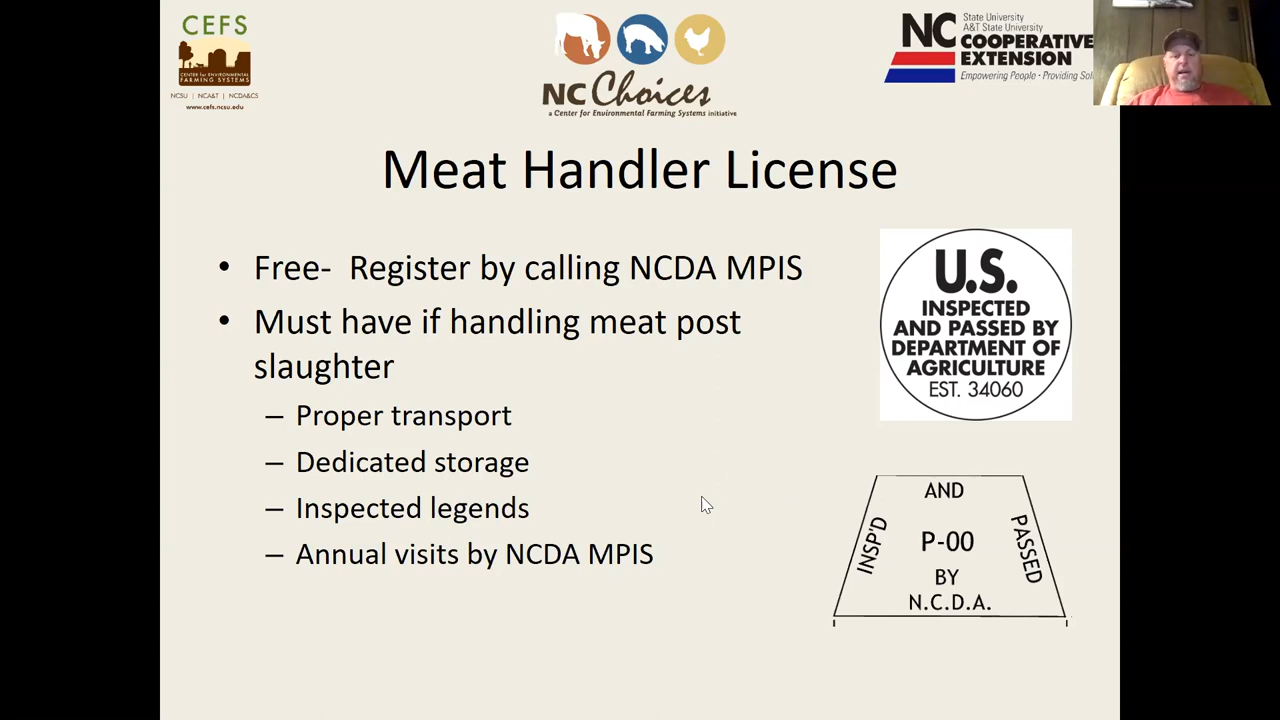 CEFS
CENTER for ENVIRONMENTAL
FARMING SYSTEMS
NCSU | NCA&T | NCDA&CS
www.cefs.ncsu.edu
NC Choices
a Center for Environmental Farming Systems initiative
NC State University
A&T State University
COOPERATIVE
EXTENSION
Empowering People • Providing
Meat Handler License
• Free- Register by calling NCDA MPIS
• Must have if handling meat post
slaughter
– Proper transport
– Dedicated storage
– Inspected legends
– Annual visits by NCDA MPIS
U.S.
INSPECTED
AND PASSED BY
DEPARTMENT OF
AGRICULTURE
EST. 34060
INSP'D
AND
P-00
BY
N.C.D.A.
PASSED